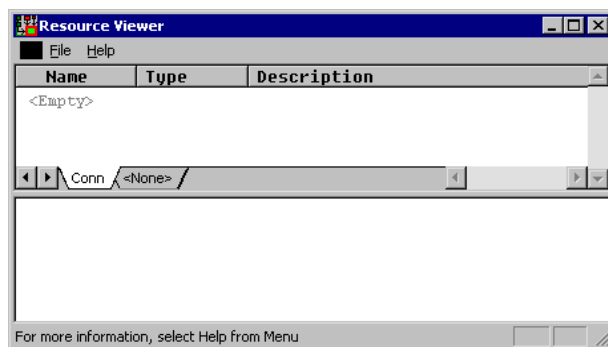 Resource Viewer
File Help
Name Type Description
<Empty>
Conn <None>
For more information, select Help from Menu